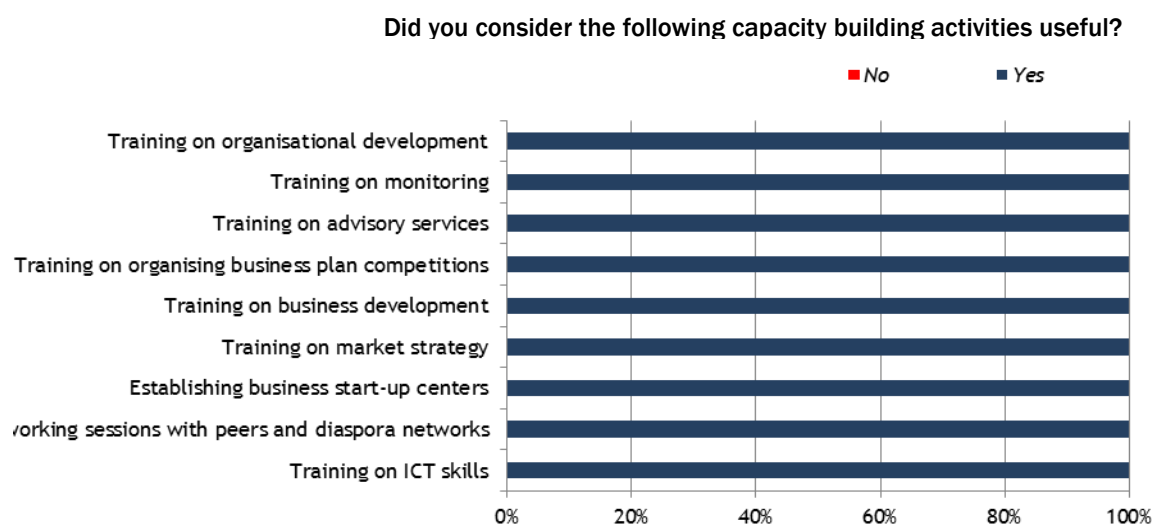 Did you consider the following capacity building activities useful?
No Yes
Training on organisational development
Training on monitoring
Training on advisory services
Training on organising business plan competitions
Training on business development
Training on market strategy
Establishing business start-up centers
sessions with peers and diaspora networks
Training on ICT skills
0% 20% 40% 60% 80% 100%